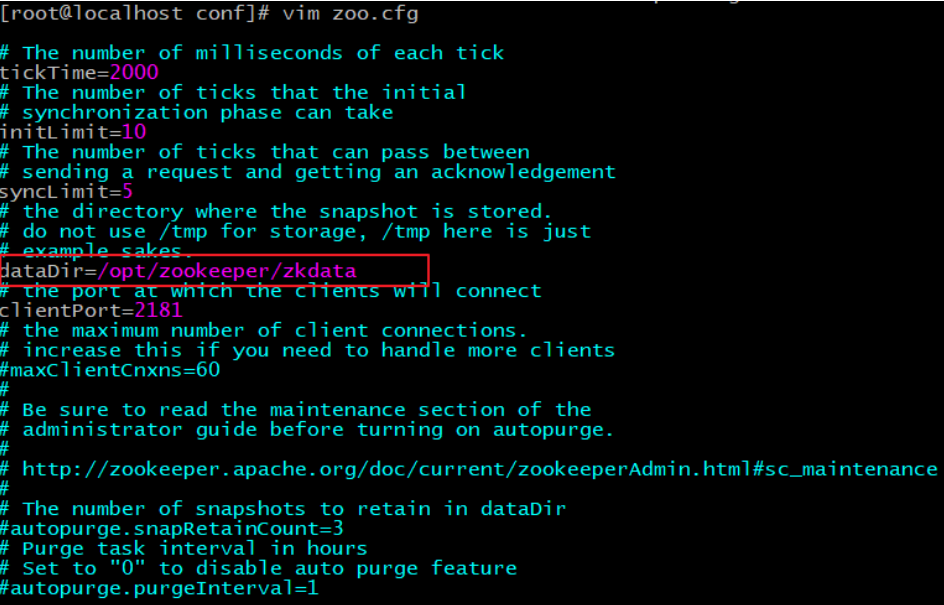 [root@localhost conf]# vim zoo.cfg
# The number of milliseconds of each tick
tickTime=2000
# The number of ticks that the initial
# synchronization phase can take
initLimit=10
# The number of ticks that can pass between
# sending a request and getting an acknowledgement
syncLimit=5
# the directory where the snapshot is stored.
# do not use /tmp for storage, /tmp here is just
# example sakes.
dataDir=/opt/zookeeper/zkdata
# the port at which the clients will connect
clientPort=2181
# the maximum number of client connections.
# increase this if you need to handle more clients
#maxClientCnxns=60
#
# Be sure to read the maintenance section of the
# administrator guide before turning on autopurge.
#
# http://zookeeper.apache.org/doc/current/zookeeperAdmin.html#sc_maintenance
#
# The number of snapshots to retain in dataDir
#autopurge.snapRetainCount=3
# Purge task interval in hours
# Set to "0" to disable auto purge feature
#autopurge.purgeInterval=1